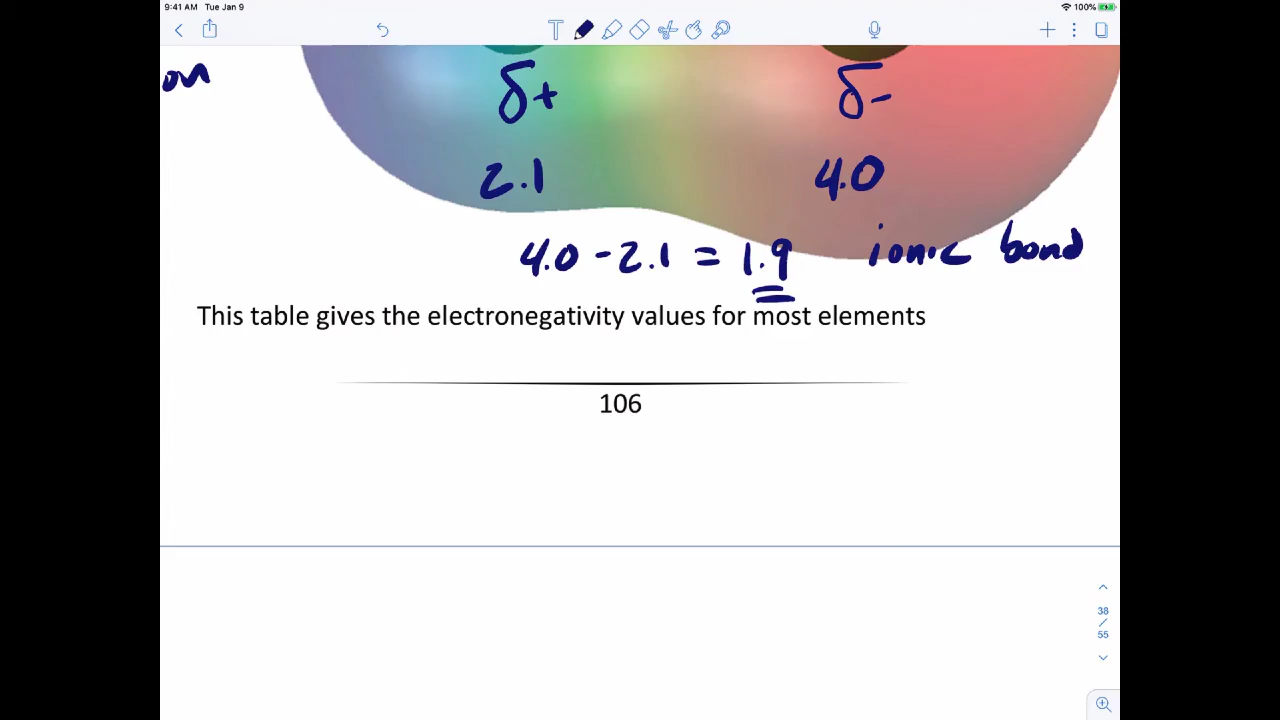 9:41 AM Tue Jan 9 100%
T
on
δ+ δ-
2.1 4.0
4.0 - 2.1 = 1.9 ionic bond
This table gives the electronegativity values for most elements
106
38
/
55